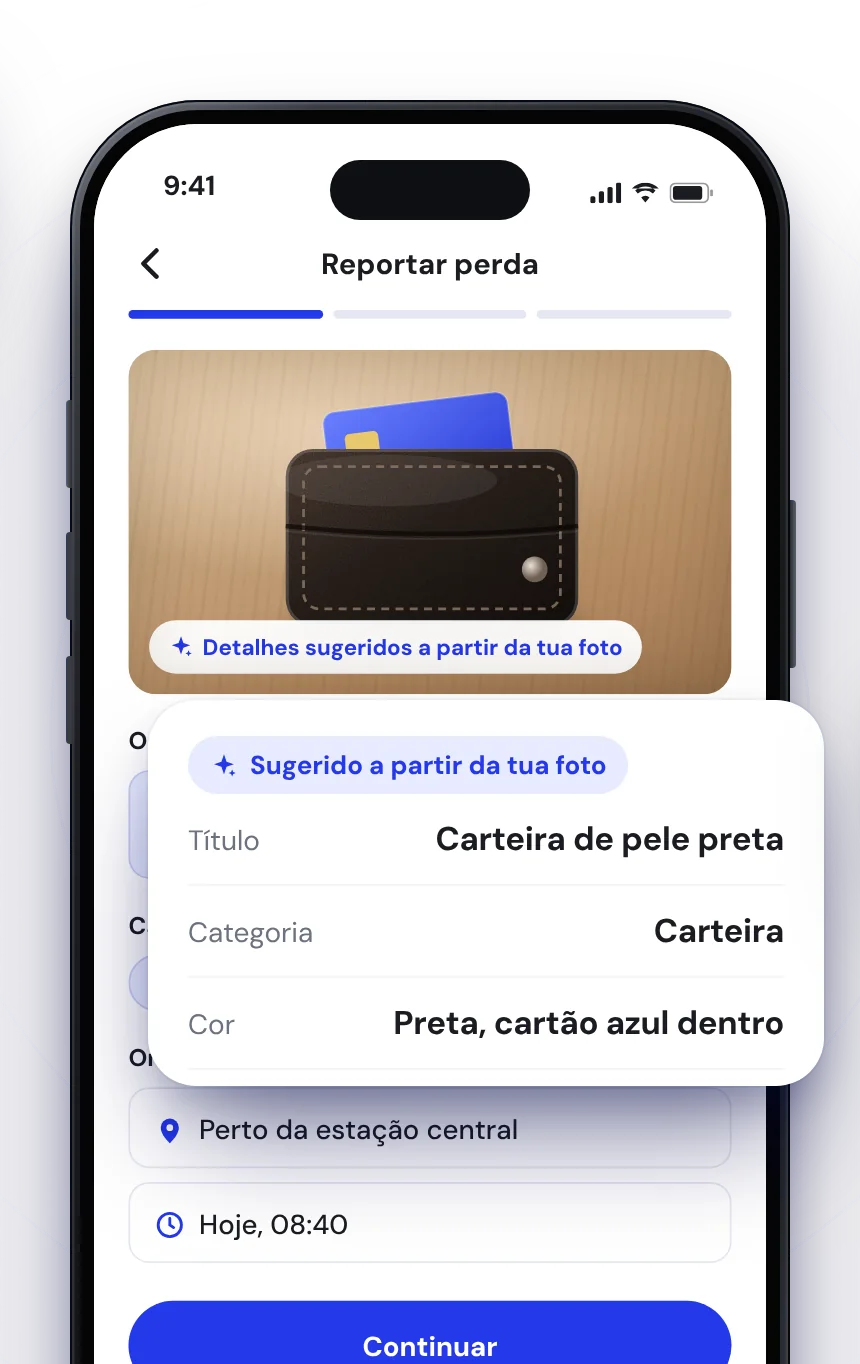 9:41
Reportar perda
Detalhes sugeridos a partir da tua foto
Sugerido a partir da tua foto
Título
Carteira de pele preta
Categoria
Carteira
Cor
Preta, cartão azul dentro
Perto da estação central
Hoje, 08:40
Continuar